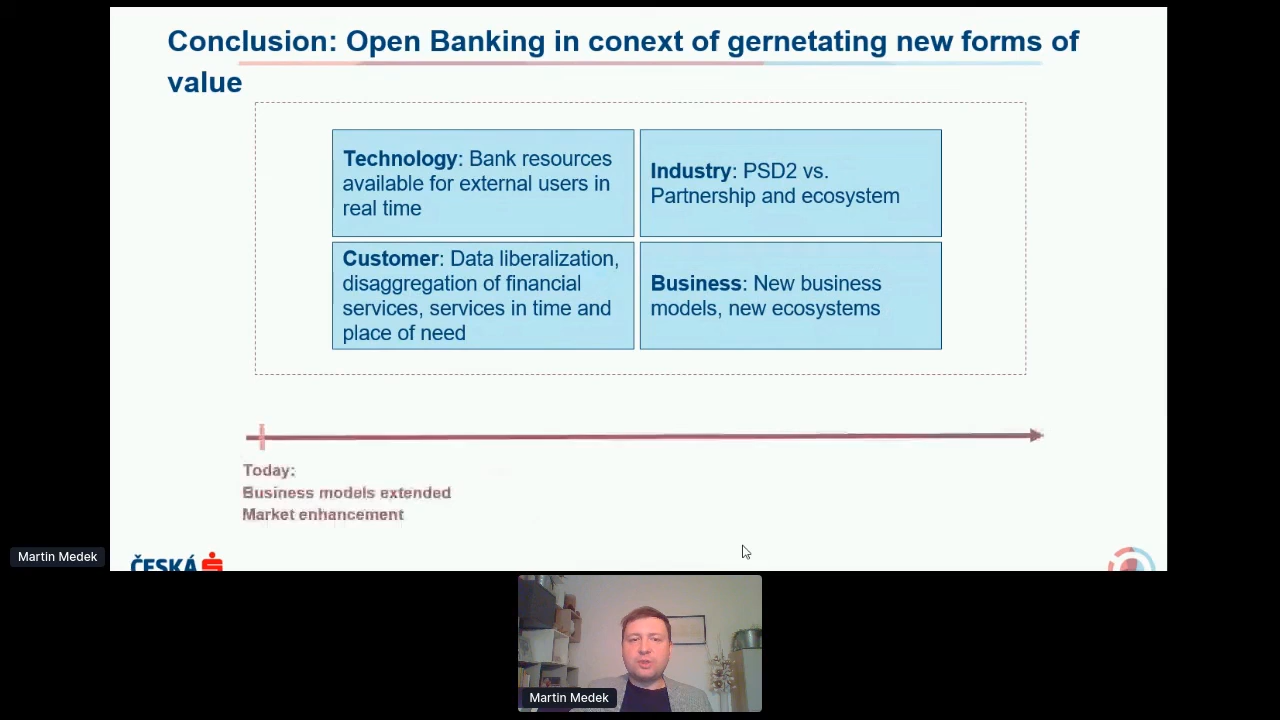 Conclusion: Open Banking in conext of gernetating new forms of
value
Technology: Bank resources
available for external users in
real time
Industry: PSD2 vs.
Partnership and ecosystem
Customer: Data liberalization,
disaggregation of financial
services, services in time and
place of need
Business: New business
models, new ecosystems
Today:
Business models extended
Market enhancement
ČESKÁ
Martin Medek
Martin Medek